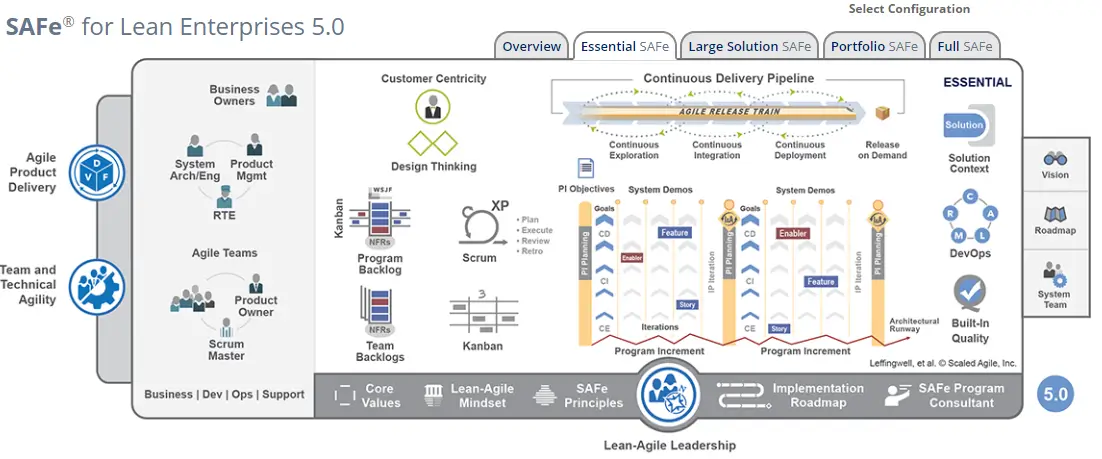 Select Configuration
SAFe® for Lean Enterprises 5.0
Overview
Essential SAFe
Large Solution SAFe
Portfolio SAFe
Full SAFe
Agile
Product
Delivery
Team and
Technical
Agility
Business
Owners
System
Arch/Eng
Product
Mgmt
RTE
Agile Teams
Product
Owner
Scrum
Master
Business | Dev | Ops | Support
Customer Centricity
Design Thinking
Kanban
WSJF
NFRs
Program
Backlog
XP
Scrum
• Plan
• Execute
• Review
• Retro
NFRs
Team
Backlogs
3
Kanban
Continuous Delivery Pipeline
AGILE RELEASE TRAIN
Continuous
Exploration
Continuous
Integration
Continuous
Deployment
Release
on Demand
PI Objectives
System Demos
System Demos
PI Planning
Goals
CD
CI
CE
Enabler
Feature
Story
Iterations
IP Iteration
I&A
PI Planning
Goals
CD
CI
CE
Enabler
Feature
Story
IP Iteration
I&A
PI Planning
Program Increment
Program Increment
Architectural
Runway
Leffingwell, et al. © Scaled Agile, Inc.
ESSENTIAL
Solution
Solution
Context
C
A
L
M
R
DevOps
Built-In
Quality
Vision
Roadmap
System
Team
D
V
F
Core
Values
Lean-Agile
Mindset
SAFe
Principles
Implementation
Roadmap
SAFe Program
Consultant
5.0
Lean-Agile Leadership